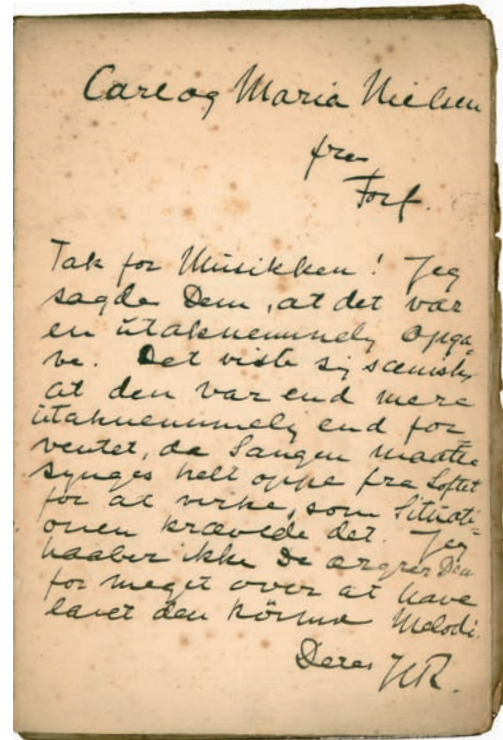 Carl og Maria Nielsen
fra
Forf.
Tak for Musikken! Jeg
sagde Dem, at det var
en utaknemmelig Opga=
ve. Det viste sig
at den var end mere
utaknemmelig end for=
ventet, da Sangen maatte
synges helt oppe fra Loftet
for at virke, som Situati=
onen krævede det. Jeg
haaber ikke De ærgrer Dem
for meget over at have
lavet den kønne Melodi.
Deres HR.